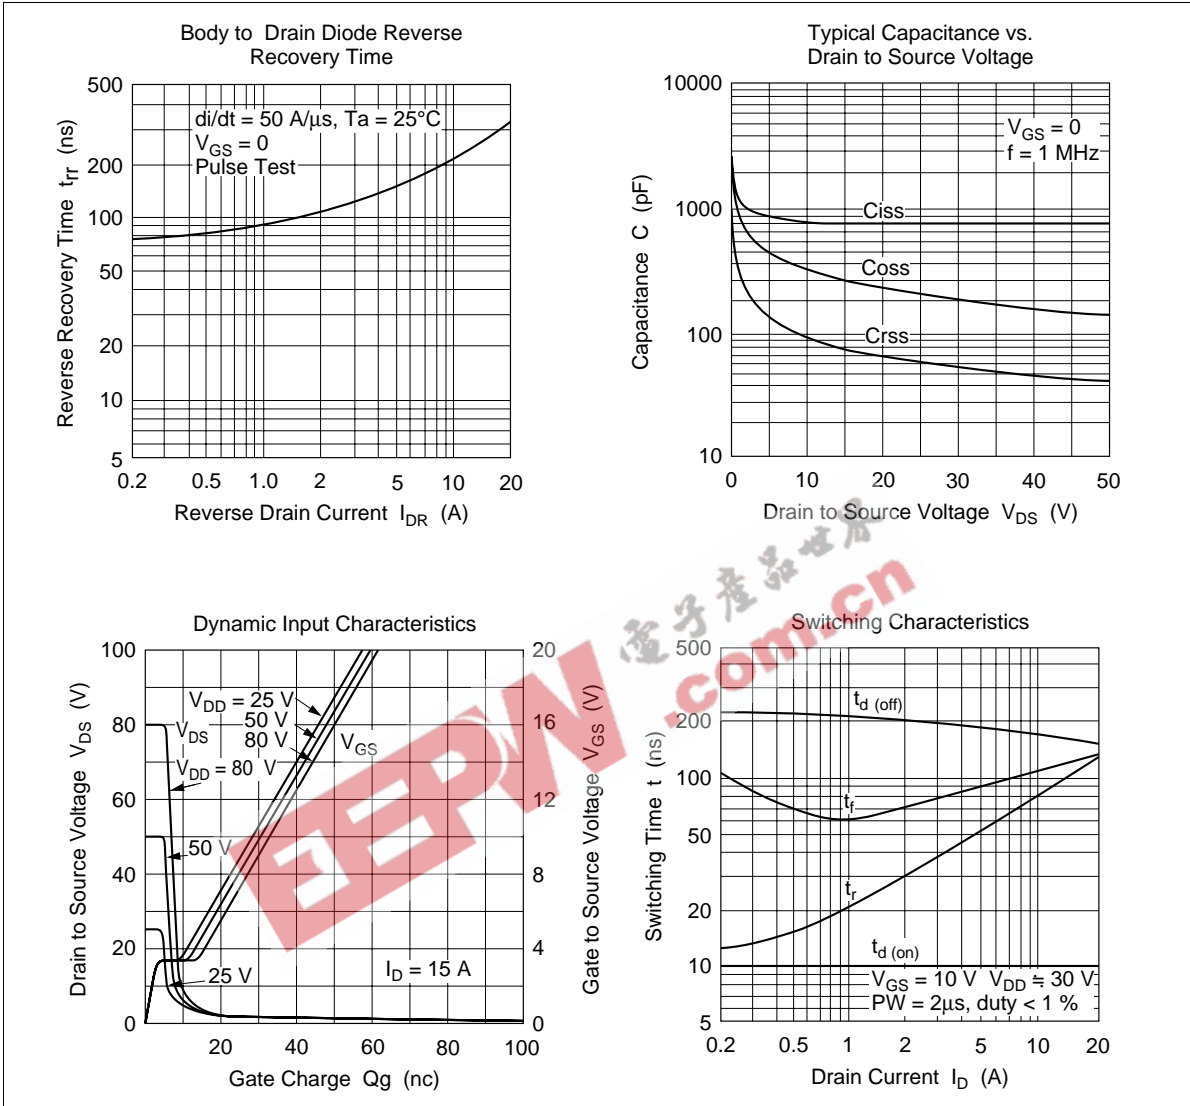 Body to Drain Diode Reverse
Recovery Time
500
200
100
50
20
10
5
Reverse Recovery Time trr (ns)
di/dt = 50 A/μs, Ta = 25°C
VGS = 0
Pulse Test
0.2 0.5 1.0 2 5 10 20
Reverse Drain Current IDR (A)
Typical Capacitance vs.
Drain to Source Voltage
10000
1000
100
10
Capacitance C (pF)
VGS = 0
f = 1 MHz
Ciss
Coss
Crss
0 10 20 30 40 50
Drain to Source Voltage VDS (V)
Dynamic Input Characteristics
100
80
60
40
20
0
Drain to Source Voltage VDS (V)
VDD = 25 V
50 V
80 V
VDS
VGS
VDD = 80 V
50 V
25 V
ID = 15 A
20
16
12
8
4
0
Gate to Source Voltage VGS (V)
20 40 60 80 100
Gate Charge Qg (nc)
Switching Characteristics
500
200
100
50
20
10
5
Switching Time t (ns)
td (off)
tf
tr
td (on)
VGS = 10 V VDD ≒ 30 V
PW = 2μs, duty < 1 %
0.2 0.5 1 2 5 10 20
Drain Current ID (A)
EEPW.com.cn
電子產品世界